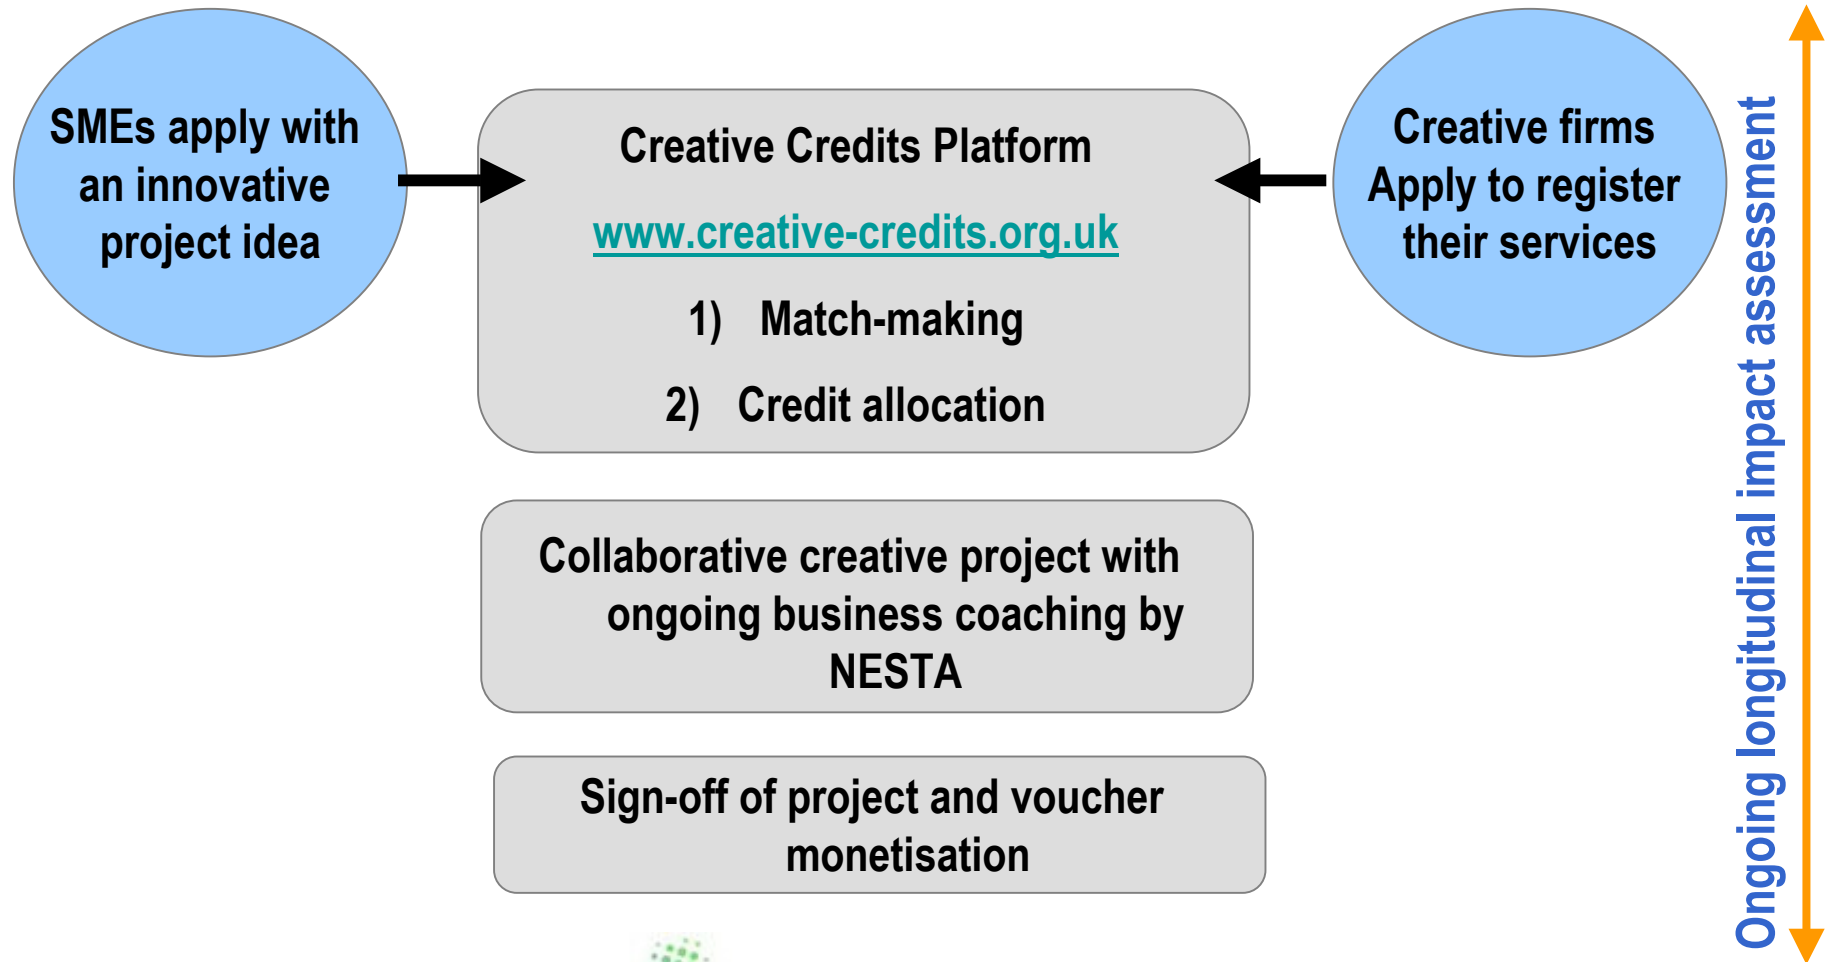 SMEs apply with
an innovative
project idea
Creative Credits Platform
www.creative-credits.org.uk
1) Match-making
2) Credit allocation
Creative firms
Apply to register
their services
Collaborative creative project with
ongoing business coaching by
NESTA
Sign-off of project and voucher
monetisation
Ongoing longitudinal impact assessment